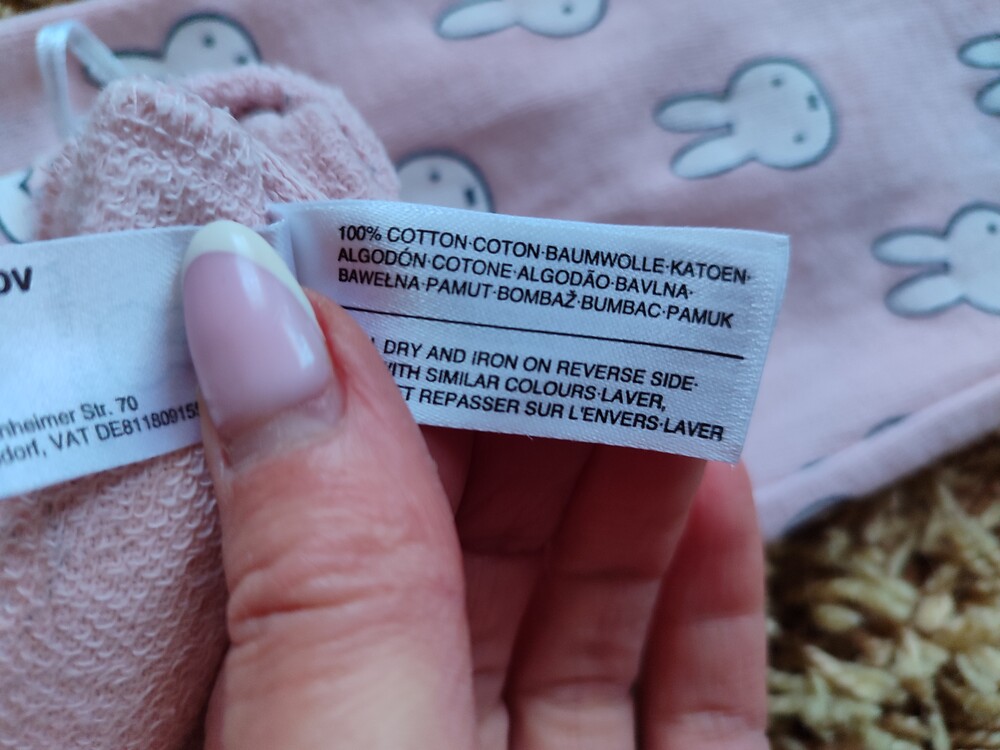 OV
nheimer Str. 70
dorf, VAT DE81180915
100% COTTON·COTON·BAUMWOLLE·KATOEN·
ALGODÓN·COTONE·ALGODÃO·BAVLNA·
BAWEŁNA·PAMUT·BOMBAŽ·BUMBAC·PAMUK
DRY AND IRON ON REVERSE SIDE·
WITH SIMILAR COLOURS·LAVER,
ET REPASSER SUR L'ENVERS·LAVER